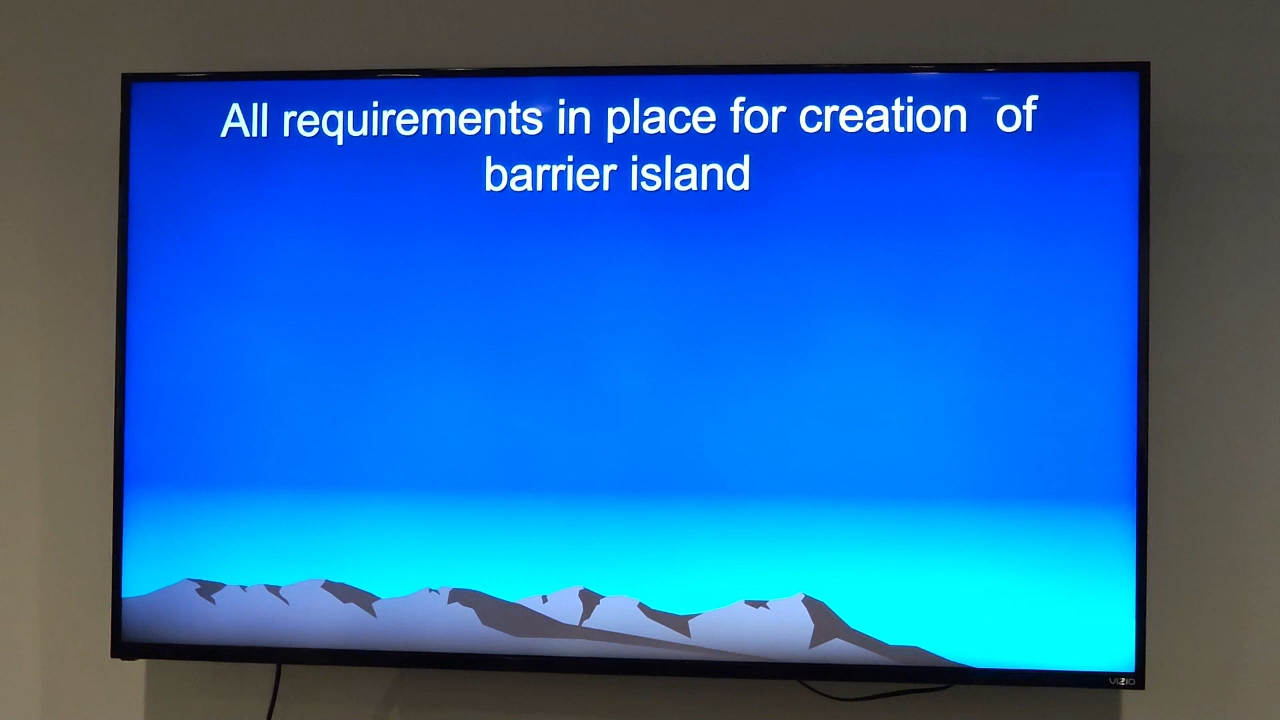 All requirements in place for creation  of
barrier island
VIZIO